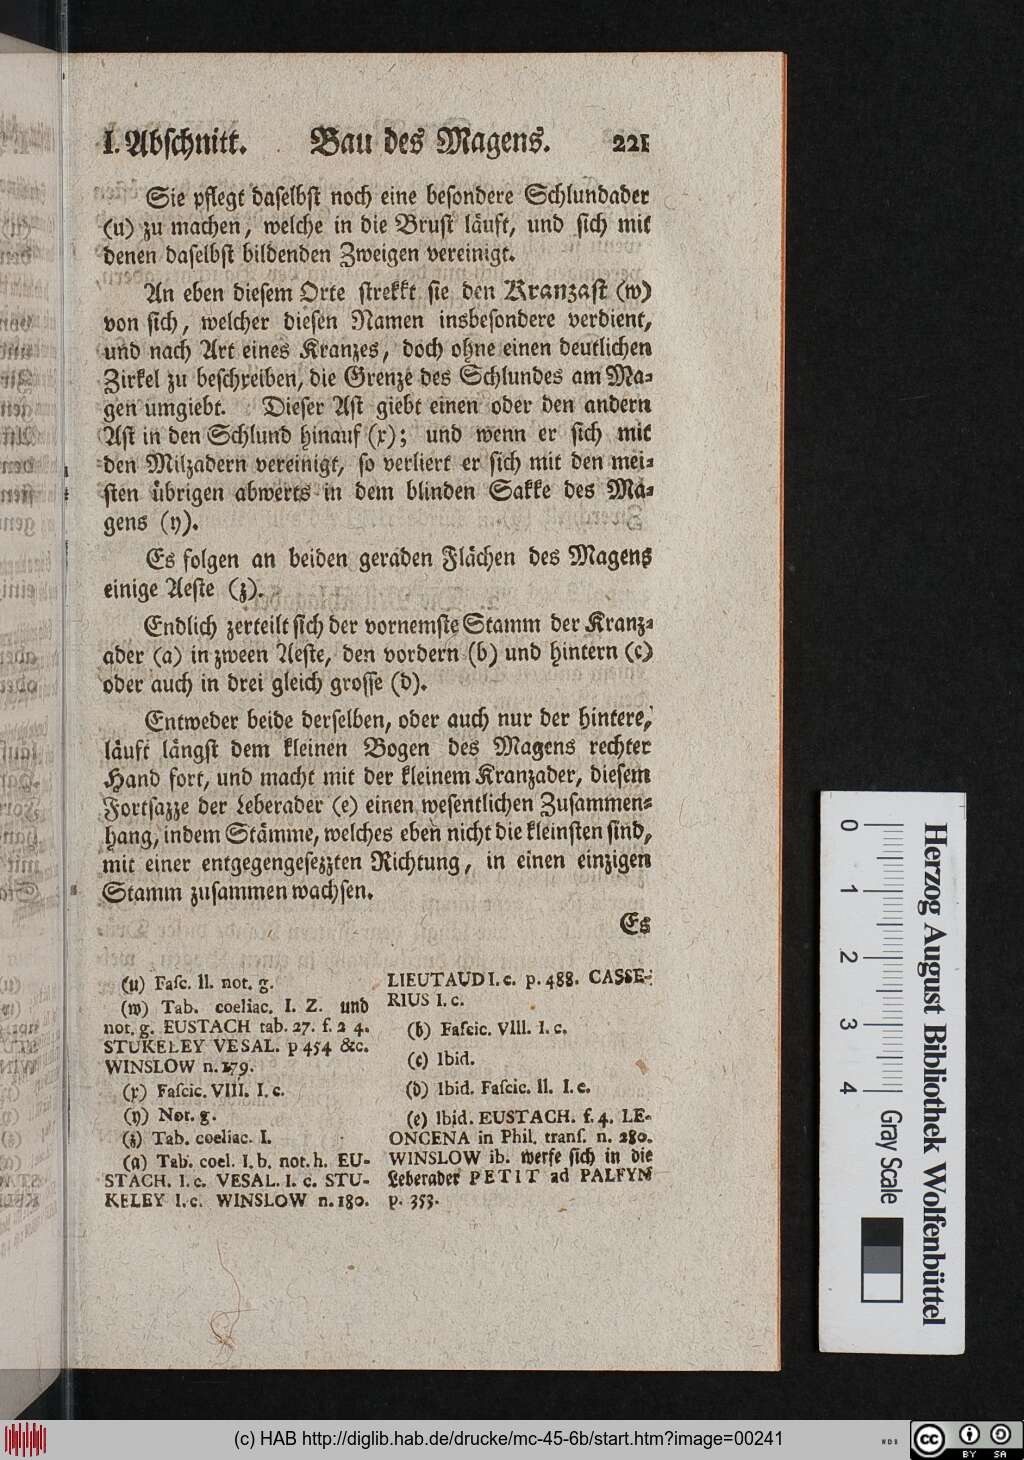 I. Abschnitt. Bau des Magens. 221
Sie pflegt daselbst noch eine besondere Schlundader
(u) zu machen, welche in die Brust läuft, und sich mit
denen daselbst bildenden Zweigen vereinigt.
An eben diesem Orte strekkt sie den Kranzast (w)
von sich, welcher diesen Namen insbesondere verdient,
und nach Art eines Kranzes, doch ohne einen deutlichen
Zirkel zu beschreiben, die Grenze des Schlundes am Ma-
gen umgiebt. Dieser Ast giebt einen oder den andern
Ast in den Schlund hinauf (x); und wenn er sich mit
den Milzadern vereinigt, so verliert er sich mit den mei-
sten übrigen abwerts in dem blinden Sakke des Ma-
gens (y).
Es folgen an beiden geraden Flächen des Magens
einige Aeste (z).
Endlich zerteilt sich der vornemste Stamm der Kranz-
ader (a) in zween Aeste, den vordern (b) und hintern (c)
oder auch in drei gleich grosse (d).
Entweder beide derselben, oder auch nur der hintere,
läuft längst dem kleinen Bogen des Magens rechter
Hand fort, und macht mit der kleinem Kranzader, diesem
Fortsazze der Leberader (e) einen wesentlichen Zusammen-
hang, indem Stämme, welches eben nicht die kleinsten sind,
mit einer entgegengesezzten Richtung, in einen einzigen
Stamm zusammen wachsen.
Es
(u) Fasc. II. not. g.
(w) Tab. coeliac. I. Z. und
not. g. EUSTACH tab. 27. f. 2 4.
STUKELEY VESAL. p 454 &c.
WINSLOW n. 179.
(x) Fascic. VIII. I. c.
(y) Not. g.
(z) Tab. coeliac. I.
(a) Tab. coel. I. b. not. h. EU-
STACH. I. c. VESAL. I. c. STU-
KELEY I. c. WINSLOW n. 180.
LIEUTAUD I. c. p. 488. CASSE-
RIUS I. c.
(b) Fascic. VIII. I. c.
(c) Ibid.
(d) Ibid. Fascic. II. I. c.
(e) Ibid. EUSTACH. f. 4. LE-
ONCENA in Phil. trans. n. 280.
WINSLOW ib. werfe sich in die
Leberader PETIT ad PALFYN
p. 353.
0 1 2 3 4
Gray Scale
Herzog August Bibliothek Wolfenbüttel
(c) HAB http://diglib.hab.de/drucke/mc-45-6b/start.htm?image=00241
cc BY SA